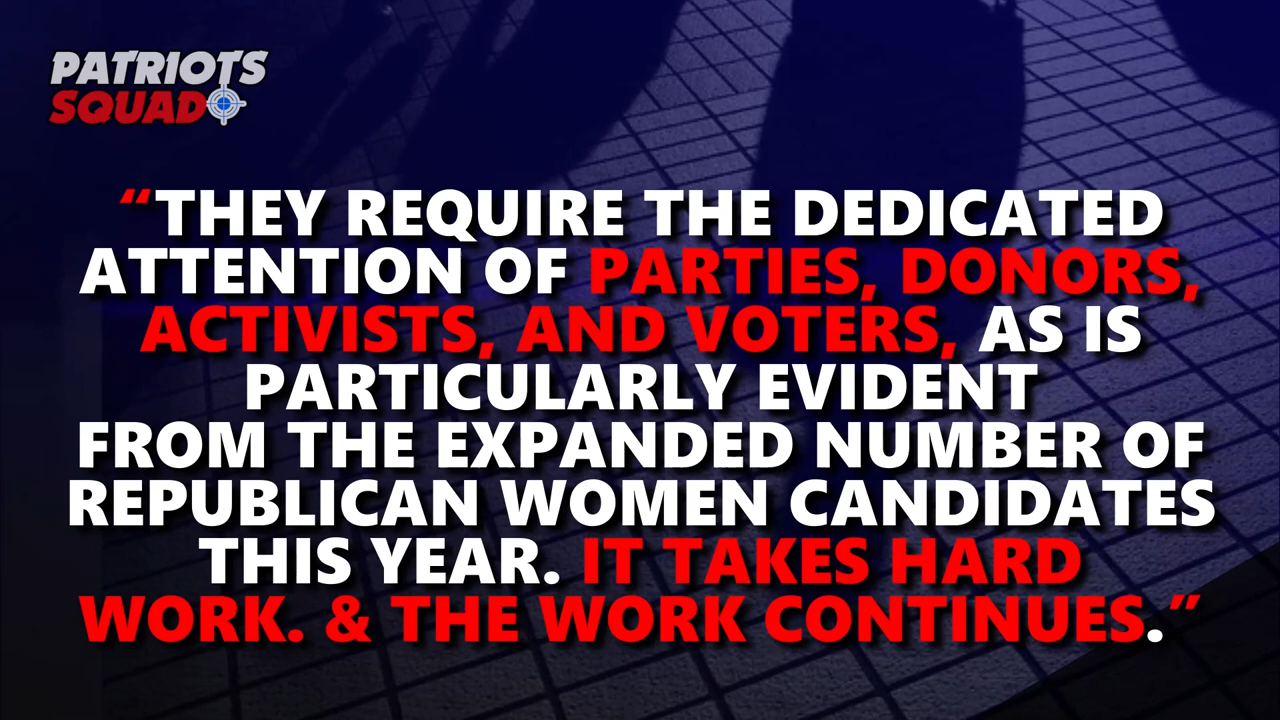 PATRIOTS
SQUAD
“THEY REQUIRE THE DEDICATED
ATTENTION OF PARTIES, DONORS,
ACTIVISTS, AND VOTERS, AS IS
PARTICULARLY EVIDENT
FROM THE EXPANDED NUMBER OF
REPUBLICAN WOMEN CANDIDATES
THIS YEAR. IT TAKES HARD
WORK. & THE WORK CONTINUES.”